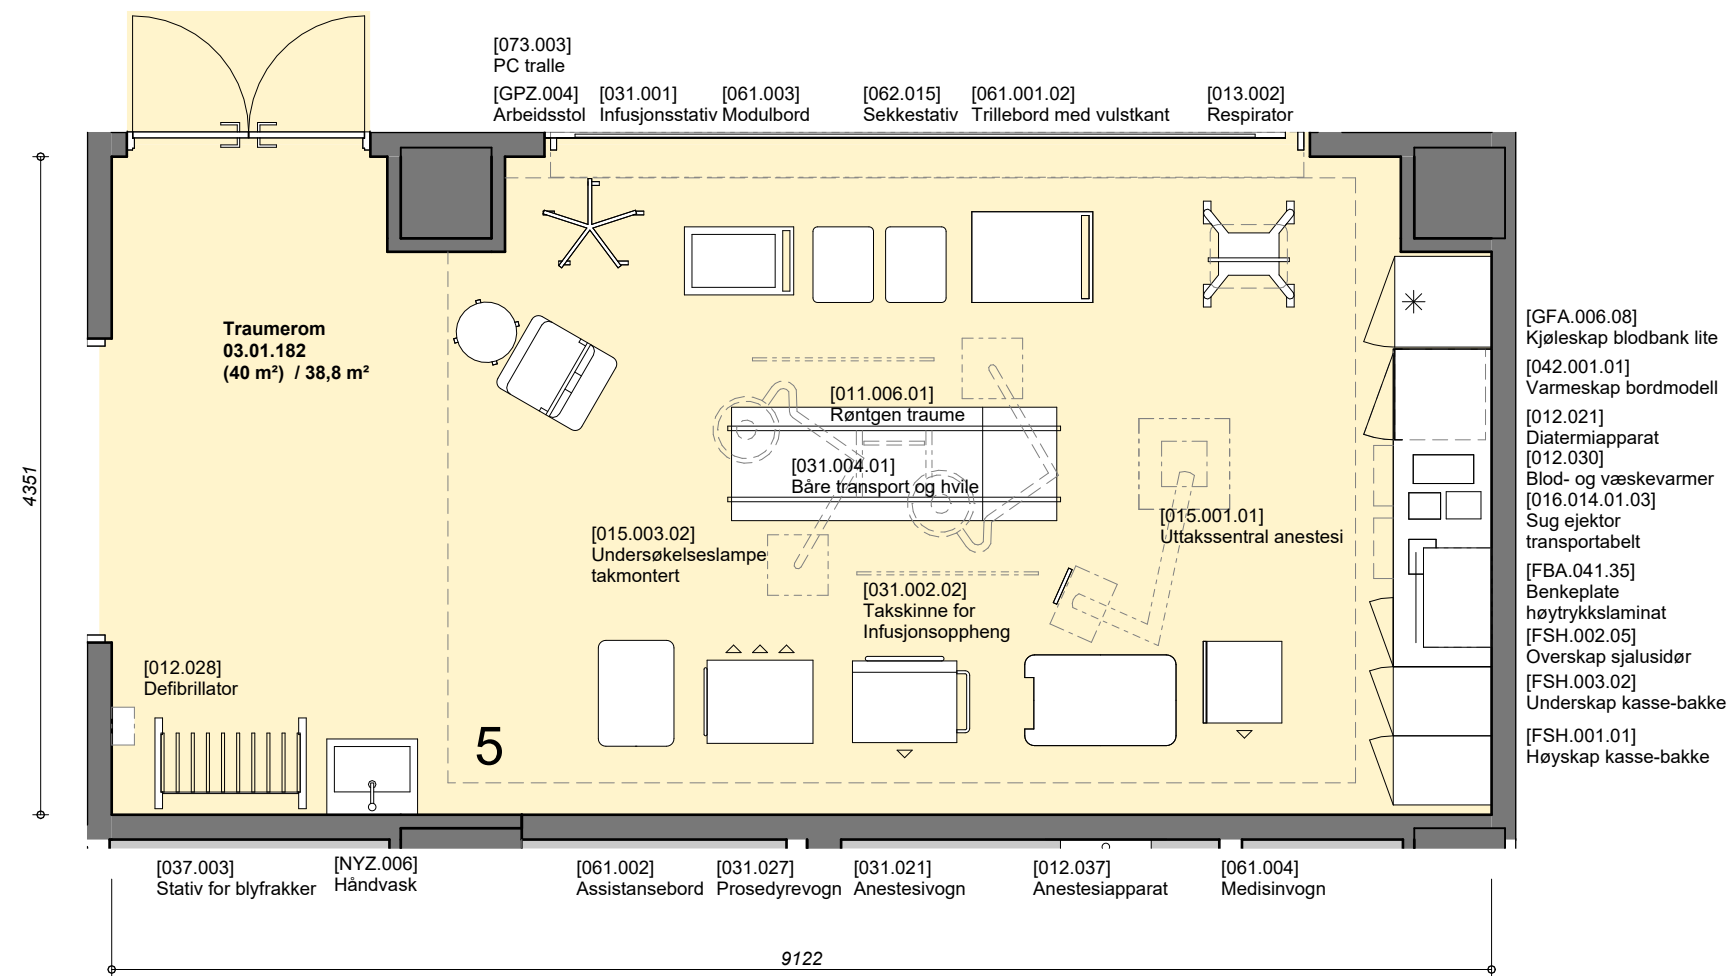 [073.003]
PC tralle
[GPZ.004]
Arbeidsstol
[031.001]
Infusjonsstativ
[061.003]
Modulbord
[062.015]
Sekkestativ
[061.001.02]
Trillebord med vulstkant
[013.002]
Respirator
Traumerom
03.01.182
(40 m²) / 38,8 m²
4351
[011.006.01]
Røntgen traume
[031.004.01]
Båre transport og hvile
[015.003.02]
Undersøkelseslampe
takmontert
[015.001.01]
Uttakssentral anestesi
[031.002.02]
Takskinne for
Infusjonsoppheng
[012.028]
Defibrillator
5
[GFA.006.08]
Kjøleskap blodbank lite
[042.001.01]
Varmeskap bordmodell
[012.021]
Diatermiapparat
[012.030]
Blod- og væskevarmer
[016.014.01.03]
Sug ejektor
transportabelt
[FBA.041.35]
Benkeplate
høytrykkslaminat
[FSH.002.05]
Overskap sjalusidør
[FSH.003.02]
Underskap kasse-bakke
[FSH.001.01]
Høyskap kasse-bakke
[037.003]
Stativ for blyfrakker
[NYZ.006]
Håndvask
[061.002]
Assistansebord
[031.027]
Prosedyrevogn
[031.021]
Anestesivogn
[012.037]
Anestesiapparat
[061.004]
Medisinvogn
9122